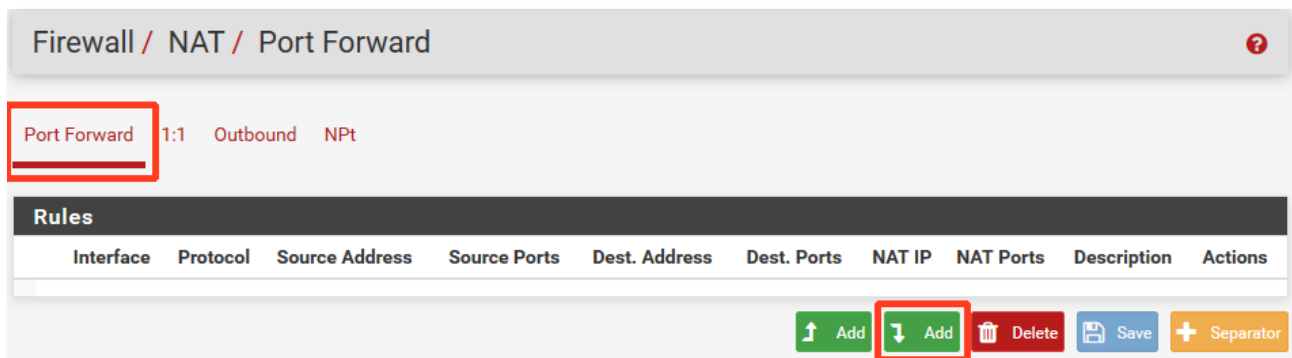 Firewall / NAT / Port Forward
Port Forward 1:1 Outbound NPt
Rules
Interface Protocol Source Address Source Ports Dest. Address Dest. Ports NAT IP NAT Ports Description Actions
Add Add Delete Save Separator